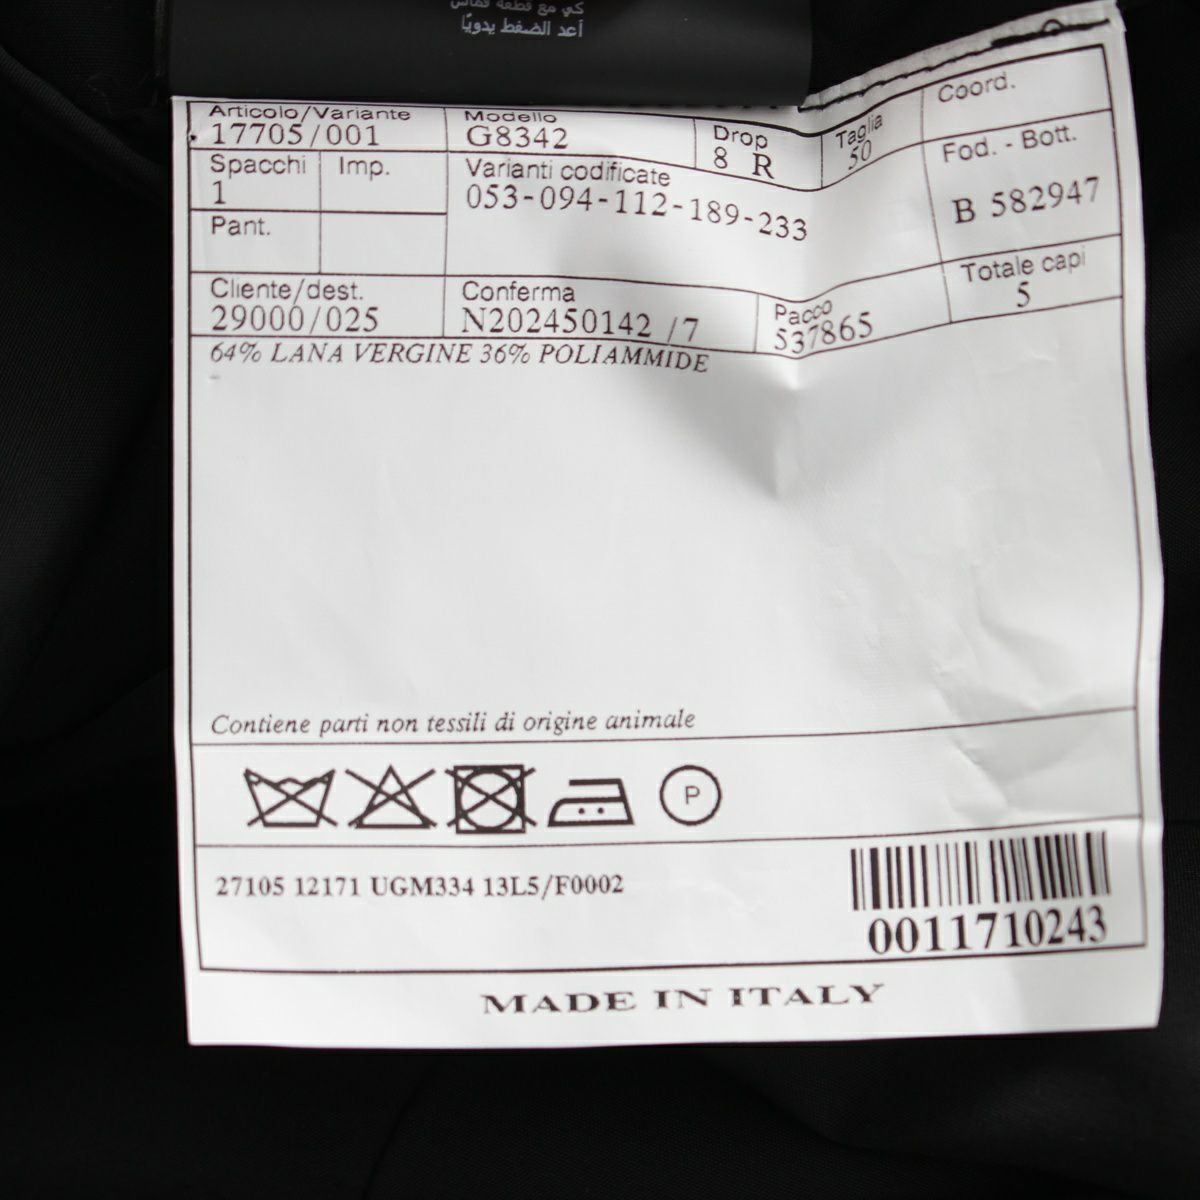 كي مع قطعة قماش
أعد الضغط يدويًا
Articolo/Variante
17705/001
Modello
G8342
Drop
8 R
Taglia
50
Coord.
Spacchi
1
Imp.
Varianti codificate
053-094-112-189-233
Fod. - Bott.
B 582947
Pant.
Cliente/dest.
29000/025
Conferma
N202450142 /7
Pacco
537865
Totale capi
5
64% LANA VERGINE 36% POLIAMMIDE
Contiene parti non tessili di origine animale
P
27105 12171 UGM334 13L5/F0002
0011710243
MADE IN ITALY